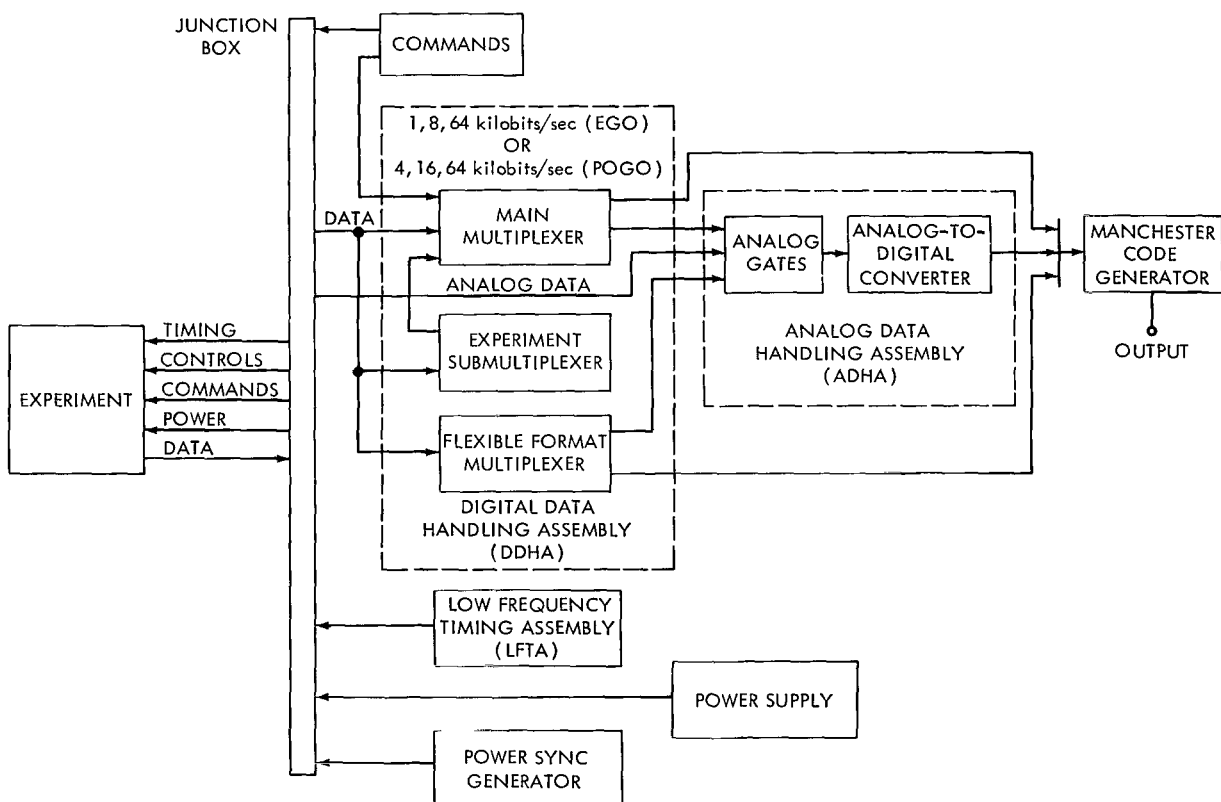 JUNCTION
BOX
COMMANDS
1,8,64 kilobits/sec (EGO)
OR
4,16,64 kilobits/sec (POGO)
DATA
MAIN
MULTIPLEXER
ANALOG
GATES
ANALOG-TO-
DIGITAL
CONVERTER
MANCHESTER
CODE
GENERATOR
ANALOG DATA
EXPERIMENT
SUBMULTIPLEXER
ANALOG DATA
HANDLING ASSEMBLY
(ADHA)
OUTPUT
EXPERIMENT
TIMING
CONTROLS
COMMANDS
POWER
DATA
FLEXIBLE FORMAT
MULTIPLEXER
DIGITAL DATA
HANDLING ASSEMBLY
(DDHA)
LOW FREQUENCY
TIMING ASSEMBLY
(LFTA)
POWER SUPPLY
POWER SYNC
GENERATOR